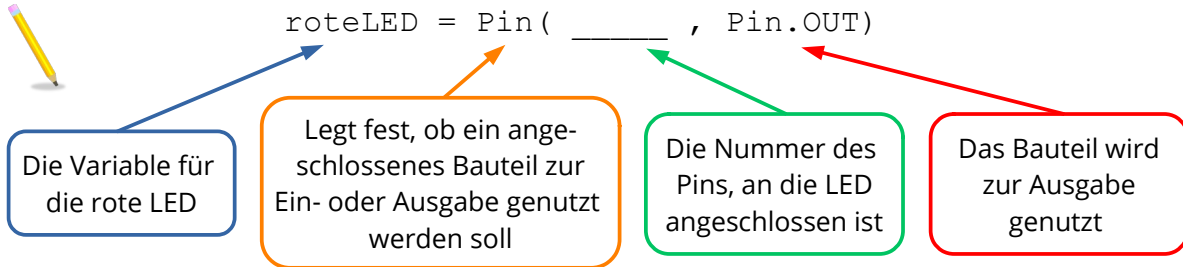 roteLED = Pin( _____ , Pin.OUT)
Die Variable für
die rote LED
Legt fest, ob ein ange-
schlossenes Bauteil zur
Ein- oder Ausgabe genutzt
werden soll
Die Nummer des
Pins, an die LED
angeschlossen ist
Das Bauteil wird
zur Ausgabe
genutzt